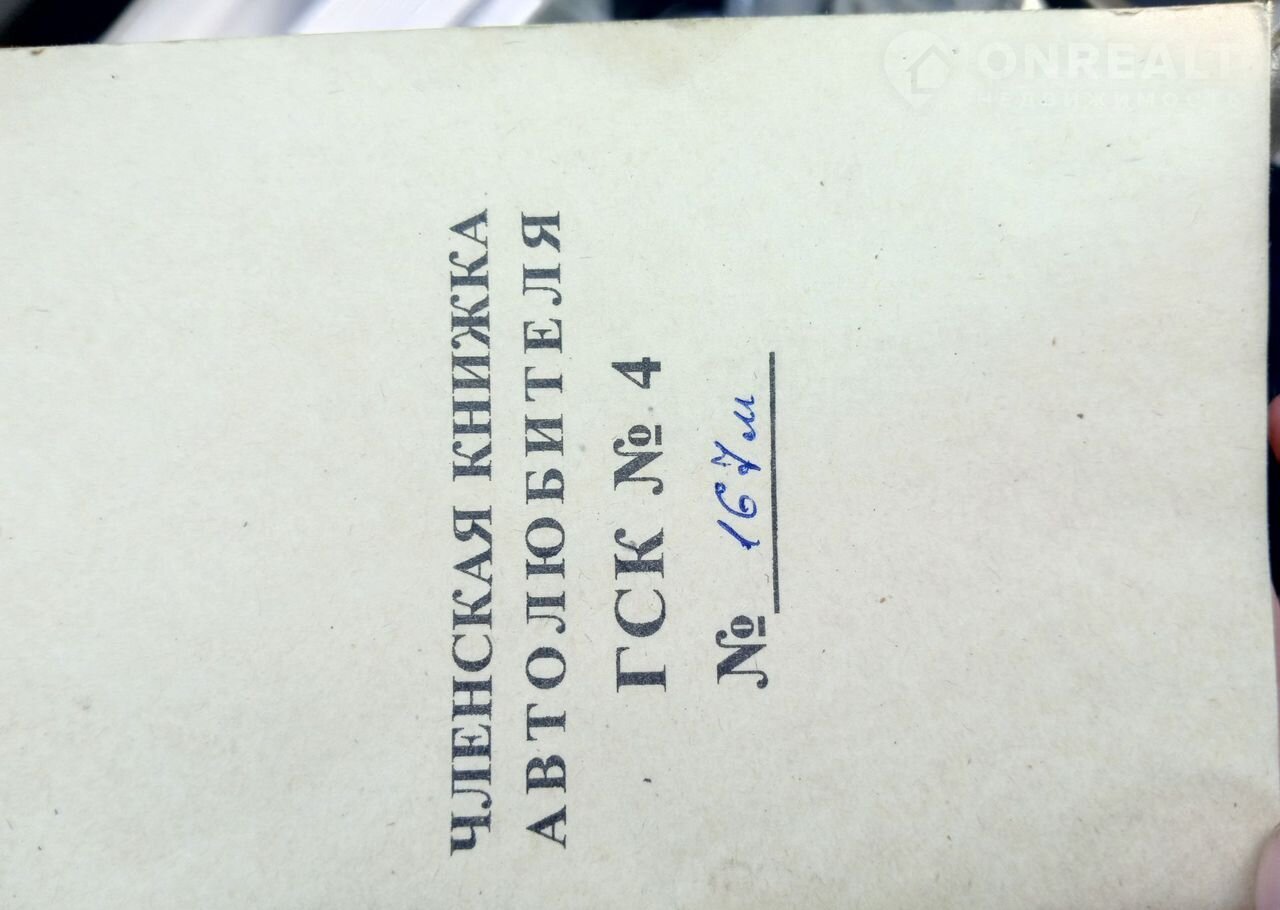 ЧЛЕНСКАЯ КНИЖКА
АВТОЛЮБИТЕЛЯ
ГСК № 4
№ 167м
ONREALT
НЕДВИЖИМОСТЬ